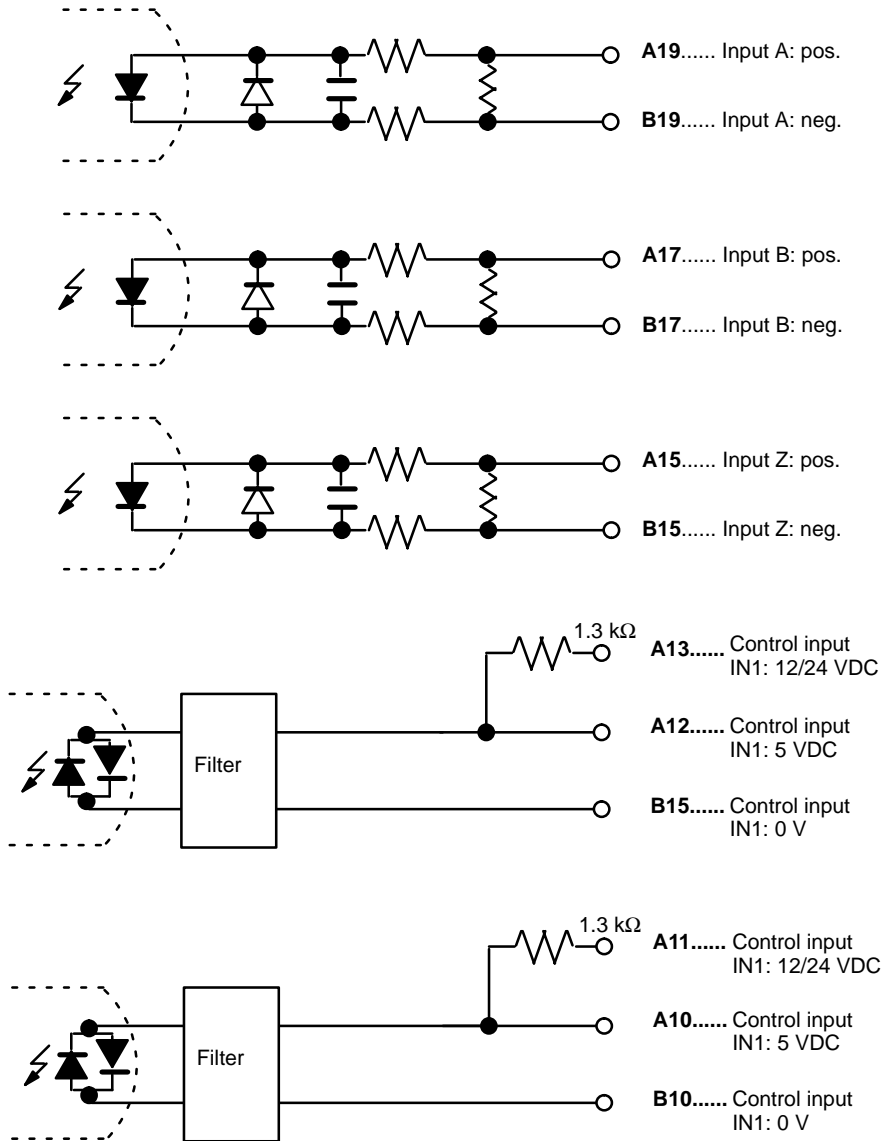 A19...... Input A: pos.
B19...... Input A: neg.
A17...... Input B: pos.
B17...... Input B: neg.
A15...... Input Z: pos.
B15...... Input Z: neg.
1.3 kΩ
A13...... Control input
IN1: 12/24 VDC
A12...... Control input
IN1: 5 VDC
Filter
B15...... Control input
IN1: 0 V
1.3 kΩ
A11...... Control input
IN1: 12/24 VDC
A10...... Control input
IN1: 5 VDC
Filter
B10...... Control input
IN1: 0 V